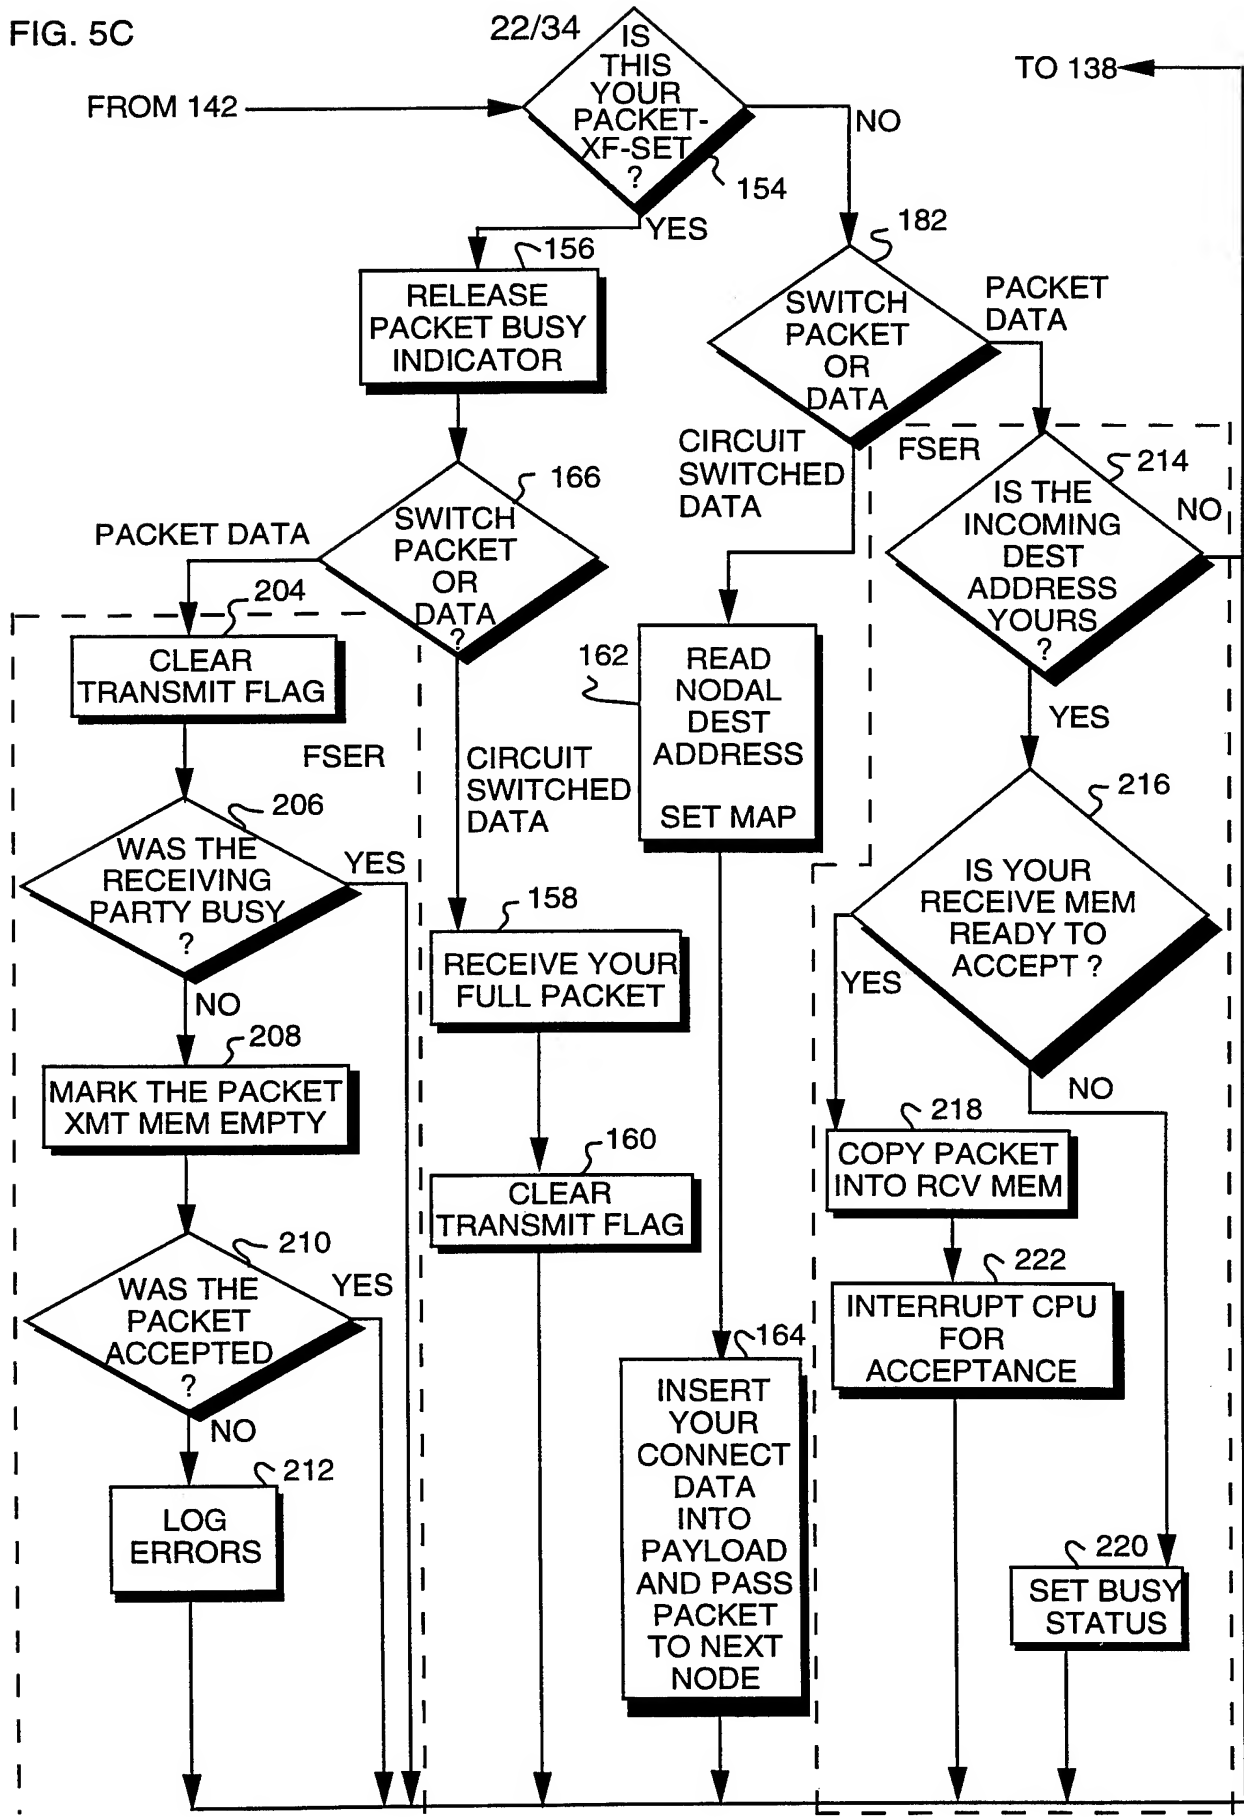 FIG. 5C
22/34
IS
THIS
YOUR
PACKET-
XF-SET
?
154
FROM 142
TO 138
NO
YES
182
SWITCH
PACKET
OR
DATA
PACKET
DATA
156
RELEASE
PACKET BUSY
INDICATOR
CIRCUIT
SWITCHED
DATA
FSER
214
IS THE
INCOMING
DEST
ADDRESS
YOURS
?
NO
YES
166
SWITCH
PACKET
OR
DATA
?
PACKET DATA
204
CLEAR
TRANSMIT FLAG
FSER
CIRCUIT
SWITCHED
DATA
162
READ
NODAL
DEST
ADDRESS
SET MAP
206
WAS THE
RECEIVING
PARTY BUSY
?
YES
NO
216
IS YOUR
RECEIVE MEM
READY TO
ACCEPT ?
YES
NO
158
RECEIVE YOUR
FULL PACKET
208
MARK THE PACKET
XMT MEM EMPTY
160
CLEAR
TRANSMIT FLAG
218
COPY PACKET
INTO RCV MEM
210
WAS THE
PACKET
ACCEPTED
?
YES
NO
222
INTERRUPT CPU
FOR
ACCEPTANCE
164
INSERT
YOUR
CONNECT
DATA
INTO
PAYLOAD
AND PASS
PACKET
TO NEXT
NODE
212
LOG
ERRORS
220
SET BUSY
STATUS